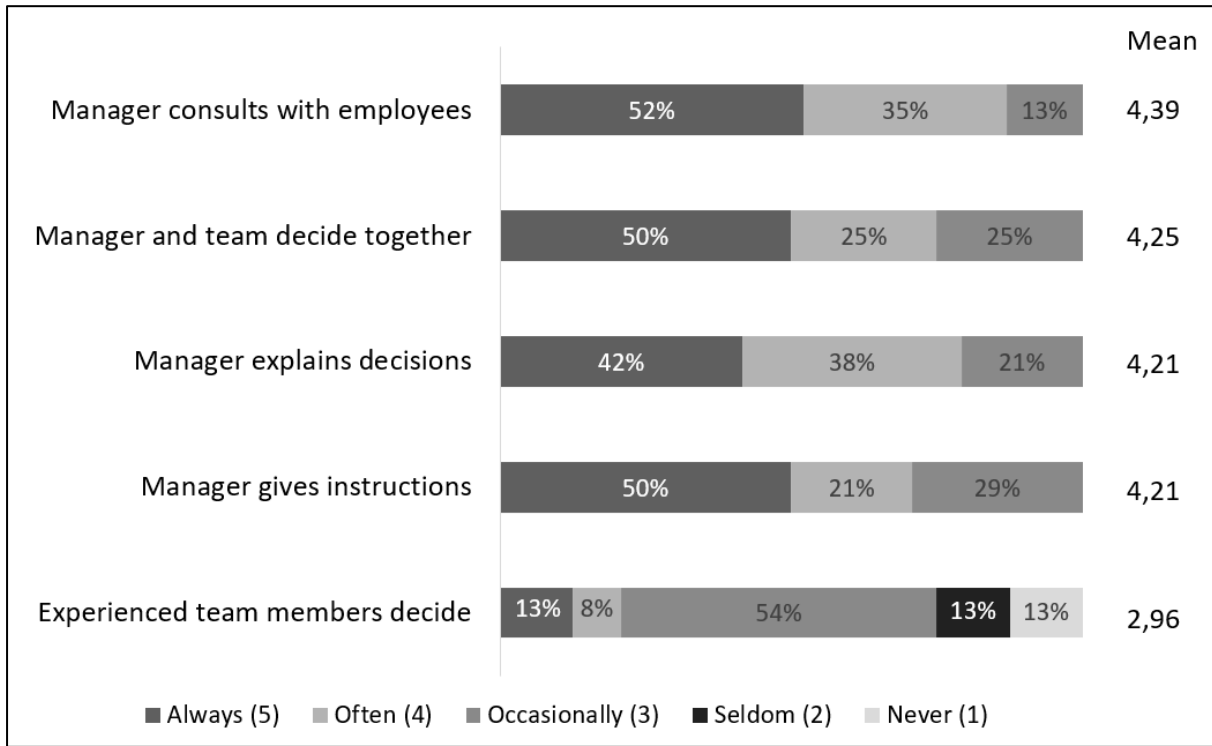 Mean
Manager consults with employees 52% 35% 13% 4,39
Manager and team decide together 50% 25% 25% 4,25
Manager explains decisions 42% 38% 21% 4,21
Manager gives instructions 50% 21% 29% 4,21
Experienced team members decide 13% 8% 54% 13% 13% 2,96
Always (5) Often (4) Occasionally (3) Seldom (2) Never (1)